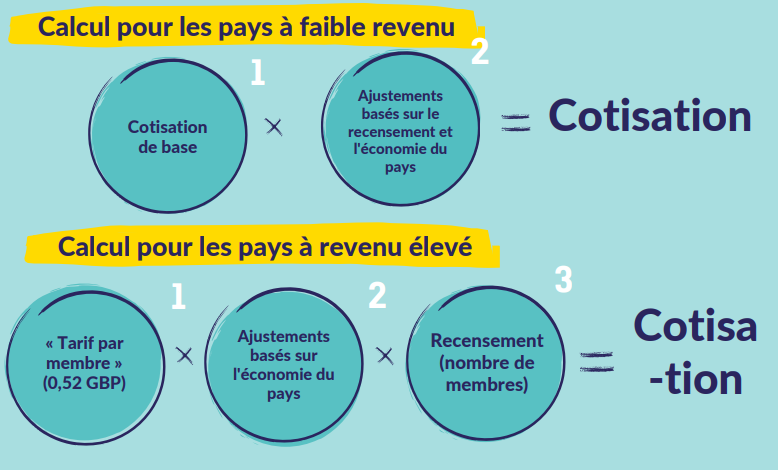 Calcul pour les pays à faible revenu
1
2
Cotisation
de base
×
Ajustements
basés sur le
recensement et
l'économie du
pays
=
Cotisation
Calcul pour les pays à revenu élevé
1
2
3
« Tarif par
membre »
(0,52 GBP)
×
Ajustements
basés sur
l'économie du
pays
×
Recensement
(nombre de
membres)
=
Cotisa
-tion